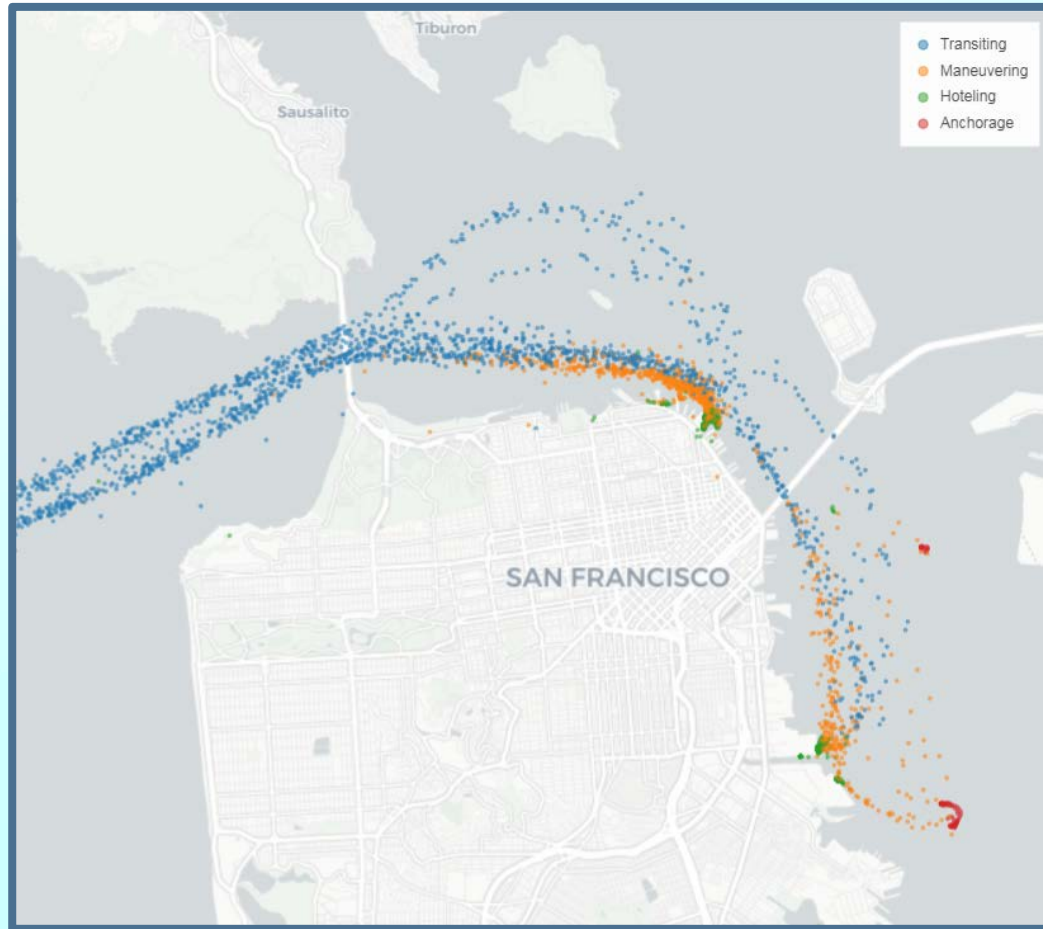 Tiburon
Transiting
Maneuvering
Hoteling
Anchorage
Sausalito
SAN FRANCISCO